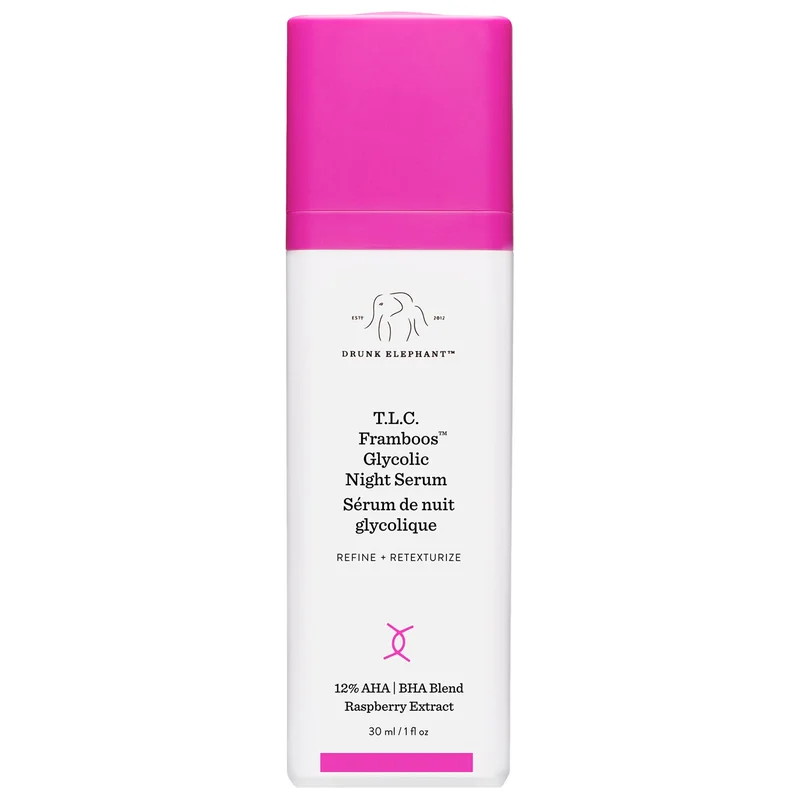 ESTD 2012
DRUNK ELEPHANT™
T.L.C.
Framboos™
Glycolic
Night Serum
Sérum de nuit
glycolique
REFINE + RETEXTURIZE
12% AHA | BHA Blend
Raspberry Extract
30 ml / 1 fl oz